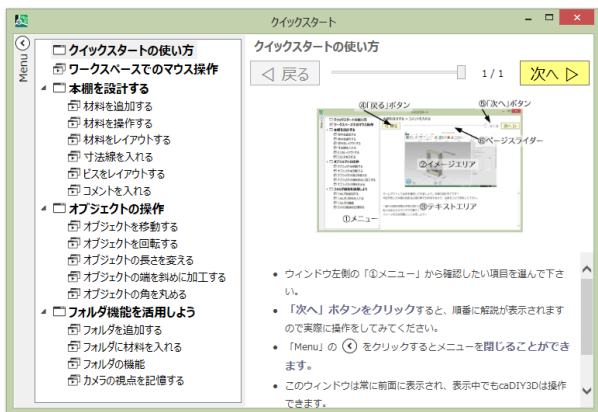 クイックスタート
Menu
クイックスタートの使い方
ワークスペースでのマウス操作
本棚を設計する
材料を追加する
材料を操作する
材料をレイアウトする
寸法線を入れる
ビスをレイアウトする
コメントを入れる
オブジェクトの操作
オブジェクトを移動する
オブジェクトを回転する
オブジェクトの長さを変える
オブジェクトの端を斜めに加工する
オブジェクトの角を丸める
フォルダ機能を活用しよう
フォルダを追加する
フォルダに材料を入れる
フォルダの機能
カメラの視点を記憶する
クイックスタートの使い方
戻る
1 / 1
次へ
④「戻る」ボタン
⑤「次へ」ボタン
⑥ページスライダー
②イメージエリア
①メニュー
③テキストエリア
• ウィンドウ左側の「①メニュー」から確認したい項目を選んで下さ
い。
• 「次へ」ボタンをクリックすると、順番に解説が表示されます
ので実際に操作をしてみてください。
• 「Menu」の をクリックするとメニューを閉じることができ
ます。
• このウィンドウは常に前面に表示され、表示中でもcaDIY3Dは操作
できます。